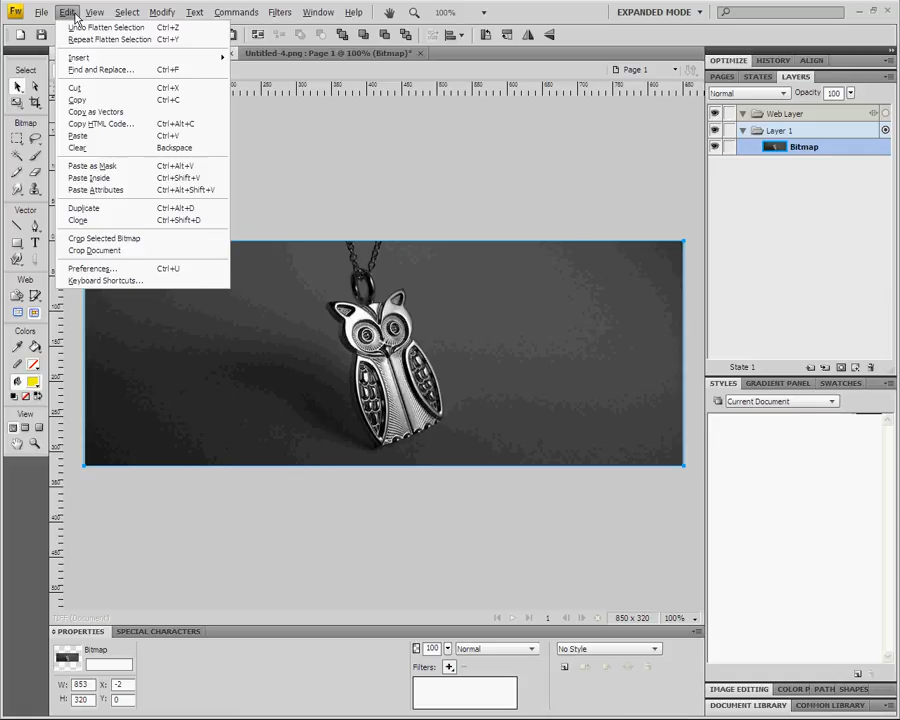 Fw File Edit View Select Modify Text Commands Filters Window Help 100% EXPANDED MODE
Undo Flatten Selection Ctrl+Z
Repeat Flatten Selection Ctrl+Y
Insert
Find and Replace... Ctrl+F
Cut Ctrl+X
Copy Ctrl+C
Copy as Vectors
Copy HTML Code... Ctrl+Alt+C
Paste Ctrl+V
Clear Backspace
Paste as Mask Ctrl+Alt+V
Paste Inside Ctrl+Shift+V
Paste Attributes Ctrl+Alt+Shift+V
Duplicate Ctrl+Alt+D
Clone Ctrl+Shift+D
Crop Selected Bitmap
Crop Document
Preferences... Ctrl+U
Keyboard Shortcuts...
Untitled-4.png : Page 1 @ 100% (Bitmap)*
Page 1
Select
Bitmap
Vector
Web
Colors
View
OPTIMIZE HISTORY ALIGN
PAGES STATES LAYERS
Normal Opacity 100
Web Layer
Layer 1
Bitmap
State 1
STYLES GRADIENT PANEL SWATCHES
Current Document
TIFF (Document)
1 850 x 320 100%
PROPERTIES SPECIAL CHARACTERS
Bitmap
W: 853 X: -2
H: 320 Y: 0
100 Normal
Filters:
No Style
IMAGE EDITING COLOR P PATH SHAPES
DOCUMENT LIBRARY COMMON LIBRARY